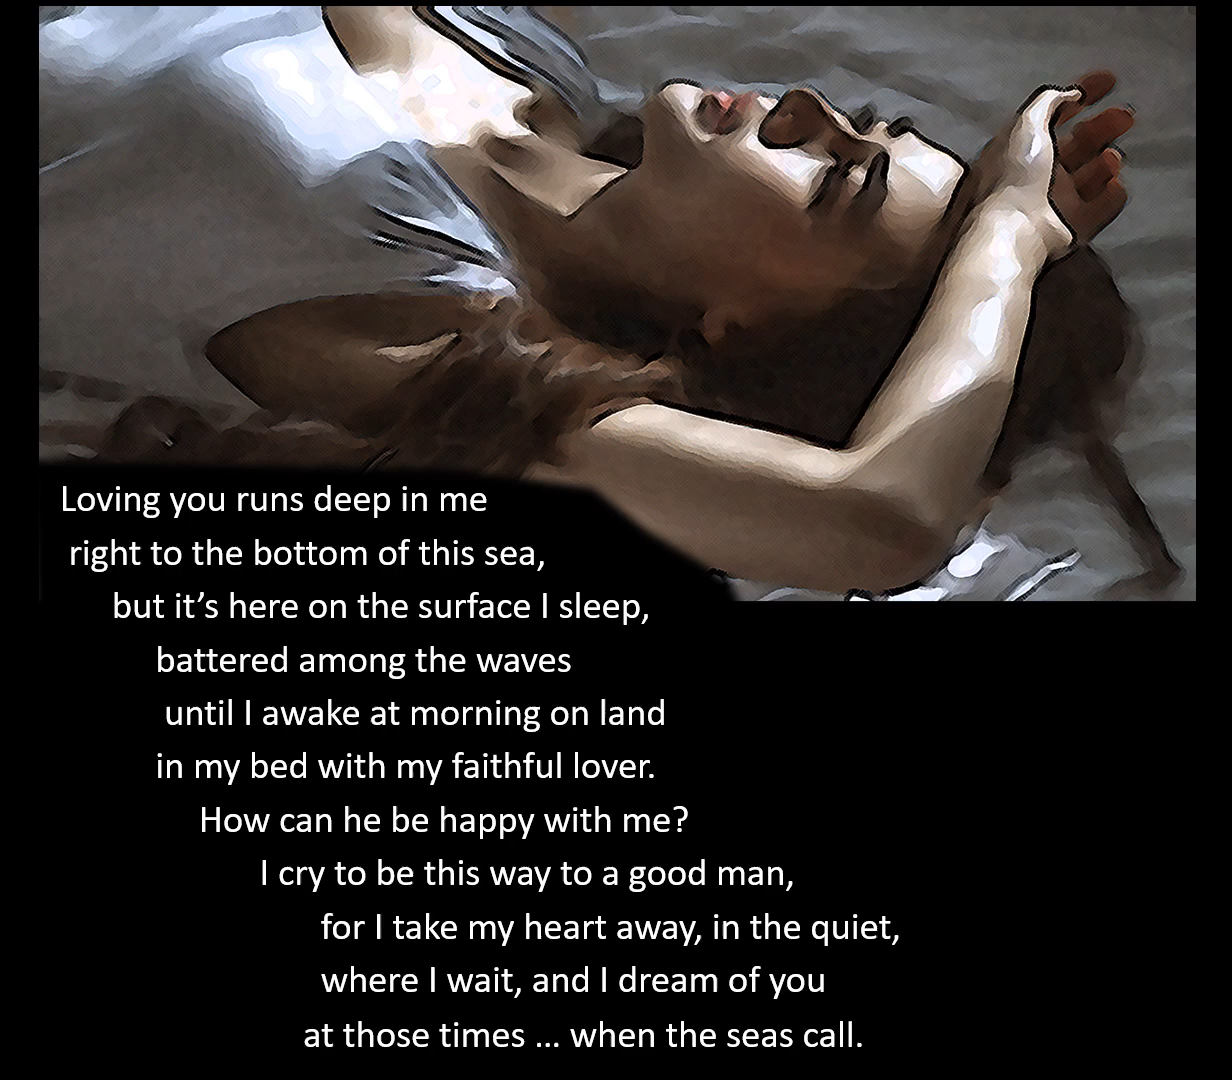 Loving you runs deep in me
right to the bottom of this sea,
but it’s here on the surface I sleep,
battered among the waves
until I awake at morning on land
in my bed with my faithful lover.
How can he be happy with me?
I cry to be this way to a good man,
for I take my heart away, in the quiet,
where I wait, and I dream of you
at those times ... when the seas call.